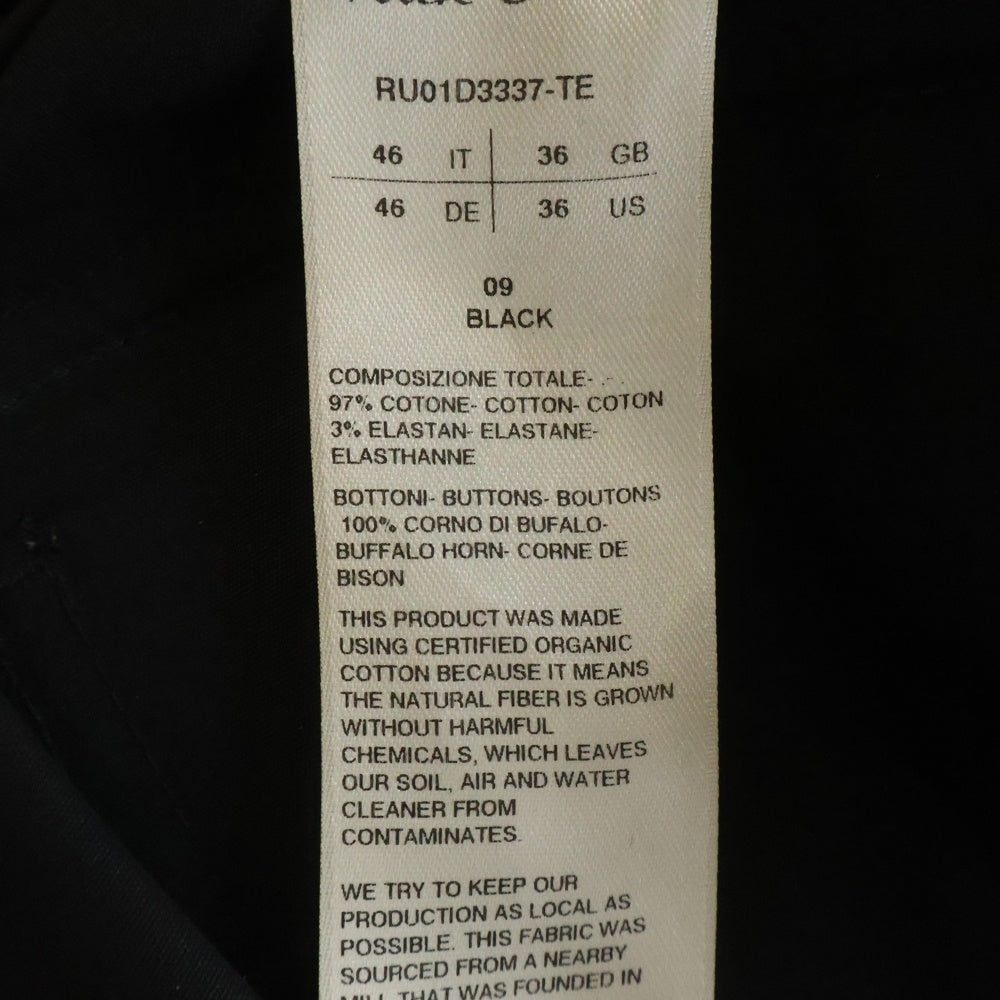 RU01D3337-TE
46 IT 36 GB
46 DE 36 US
09
BLACK
COMPOSIZIONE TOTALE-
97% COTONE- COTTON- COTON
3% ELASTAN- ELASTANE-
ELASTHANNE
BOTTONI- BUTTONS- BOUTONS
100% CORNO DI BUFALO-
BUFFALO HORN- CORNE DE
BISON
THIS PRODUCT WAS MADE
USING CERTIFIED ORGANIC
COTTON BECAUSE IT MEANS
THE NATURAL FIBER IS GROWN
WITHOUT HARMFUL
CHEMICALS, WHICH LEAVES
OUR SOIL, AIR AND WATER
CLEANER FROM
CONTAMINATES.
WE TRY TO KEEP OUR
PRODUCTION AS LOCAL AS
POSSIBLE. THIS FABRIC WAS
SOURCED FROM A NEARBY
MILL THAT WAS FOUNDED IN